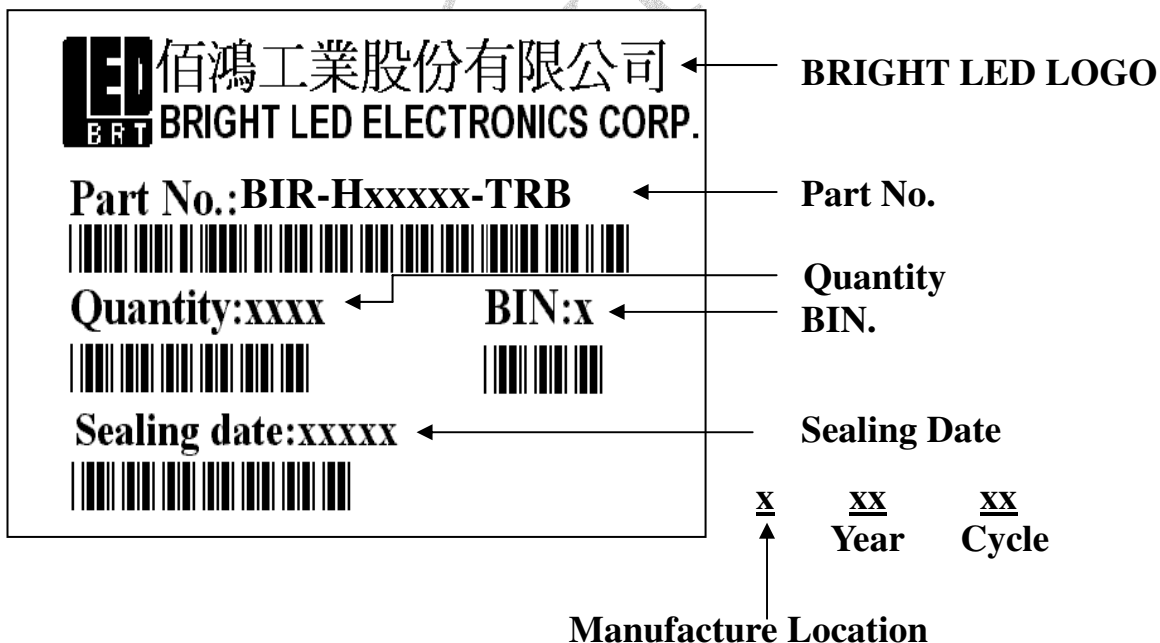 LED 佰鴻工業股份有限公司 BRIGHT LED LOGO
BRT BRIGHT LED ELECTRONICS CORP.
Part No.:BIR-Hxxxxx-TRB Part No.
Quantity
Quantity:xxxx BIN:x BIN.
Sealing date:xxxxx Sealing Date
x xx xx
Year Cycle
Manufacture Location